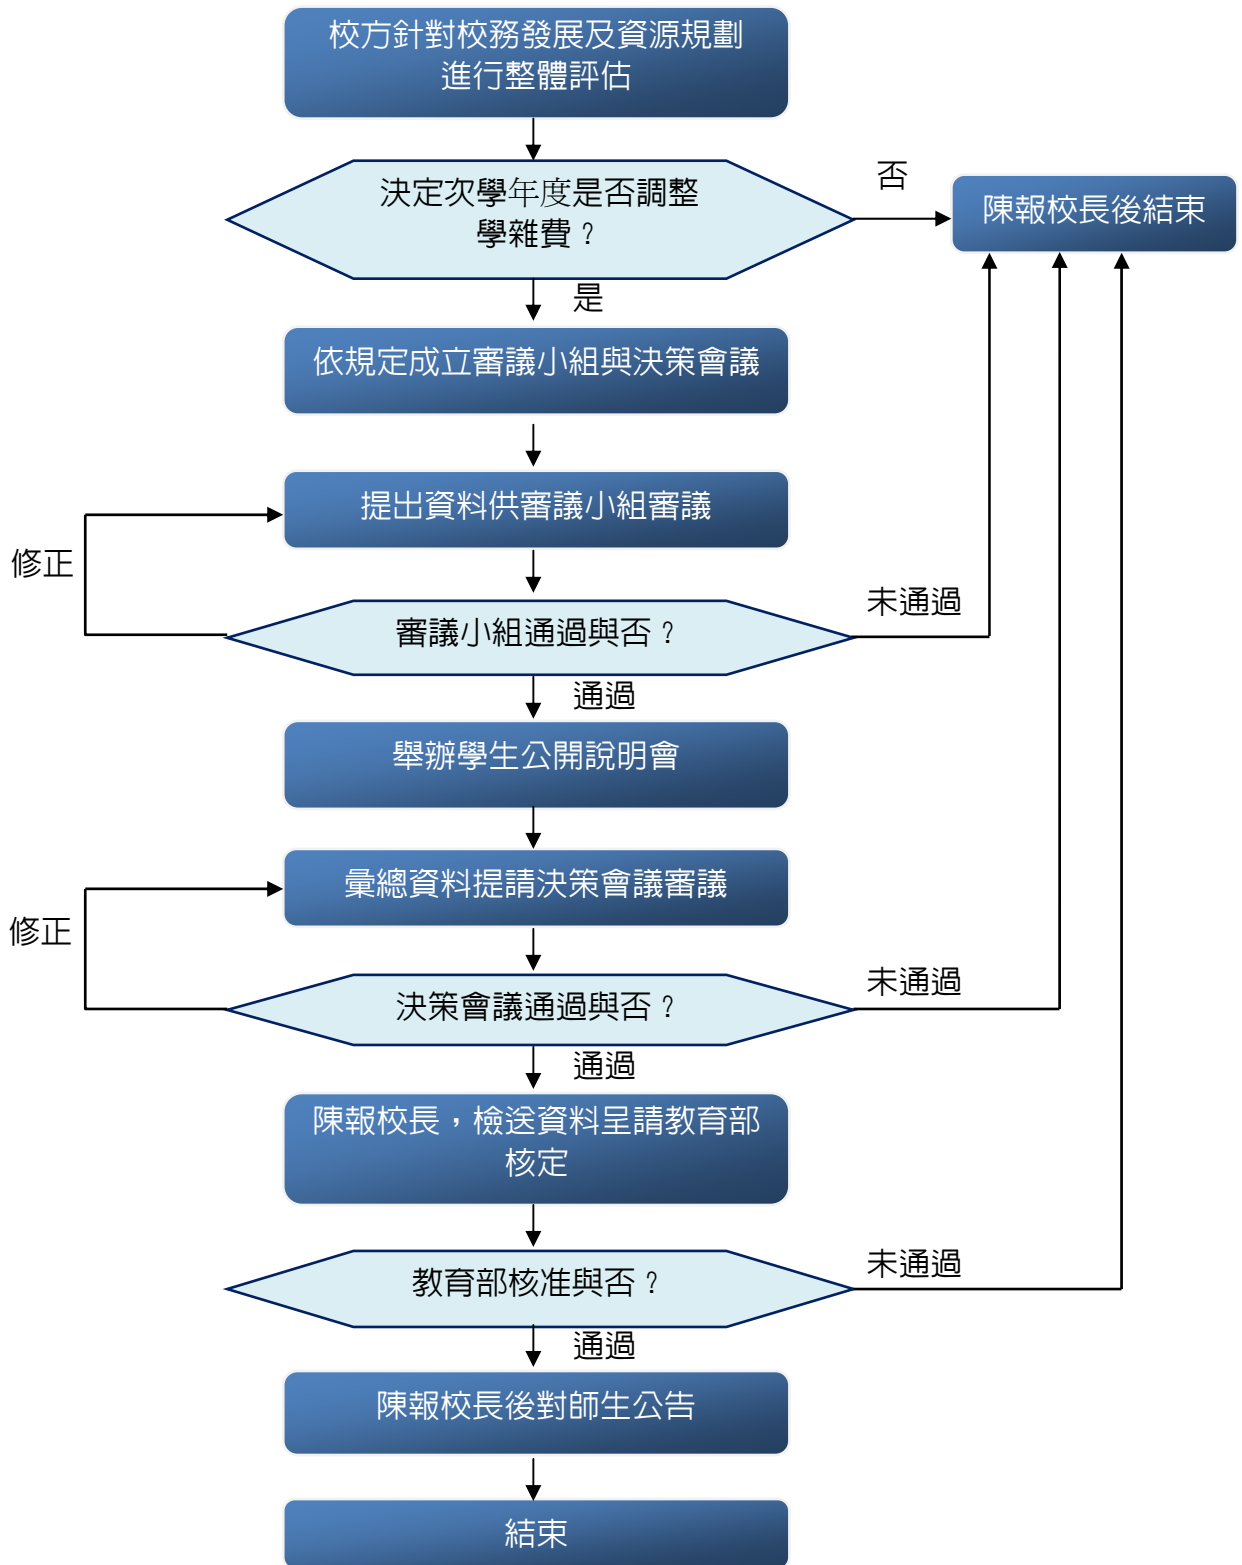 校方針對校務發展及資源規劃
進行整體評估
決定次學年度是否調整
學雜費？
否
陳報校長後結束
是
依規定成立審議小組與決策會議
提出資料供審議小組審議
修正
審議小組通過與否？
未通過
通過
舉辦學生公開說明會
彙總資料提請決策會議審議
修正
決策會議通過與否？
未通過
通過
陳報校長，檢送資料呈請教育部
核定
教育部核准與否？
未通過
通過
陳報校長後對師生公告
結束